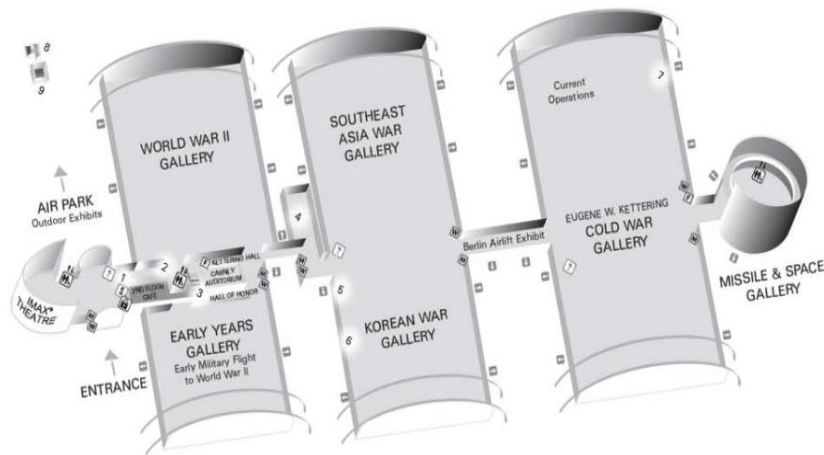 8
9
WORLD WAR II
GALLERY
SOUTHEAST
ASIA WAR
GALLERY
Current
Operations
7
AIR PARK
Outdoor Exhibits
4
EUGENE W. KETTERING
COLD WAR
GALLERY
Berlin Airlift Exhibit
MISSILE & SPACE
GALLERY
?
1
2
KETTERING HALL
CARNEY
AUDITORIUM
HALL OF HONOR
3
2ND FLOOR
CAFE
?
?
5
6
IMAX®
THEATRE
ENTRANCE
EARLY YEARS
GALLERY
Early Military Flight
to World War II
KOREAN WAR
GALLERY